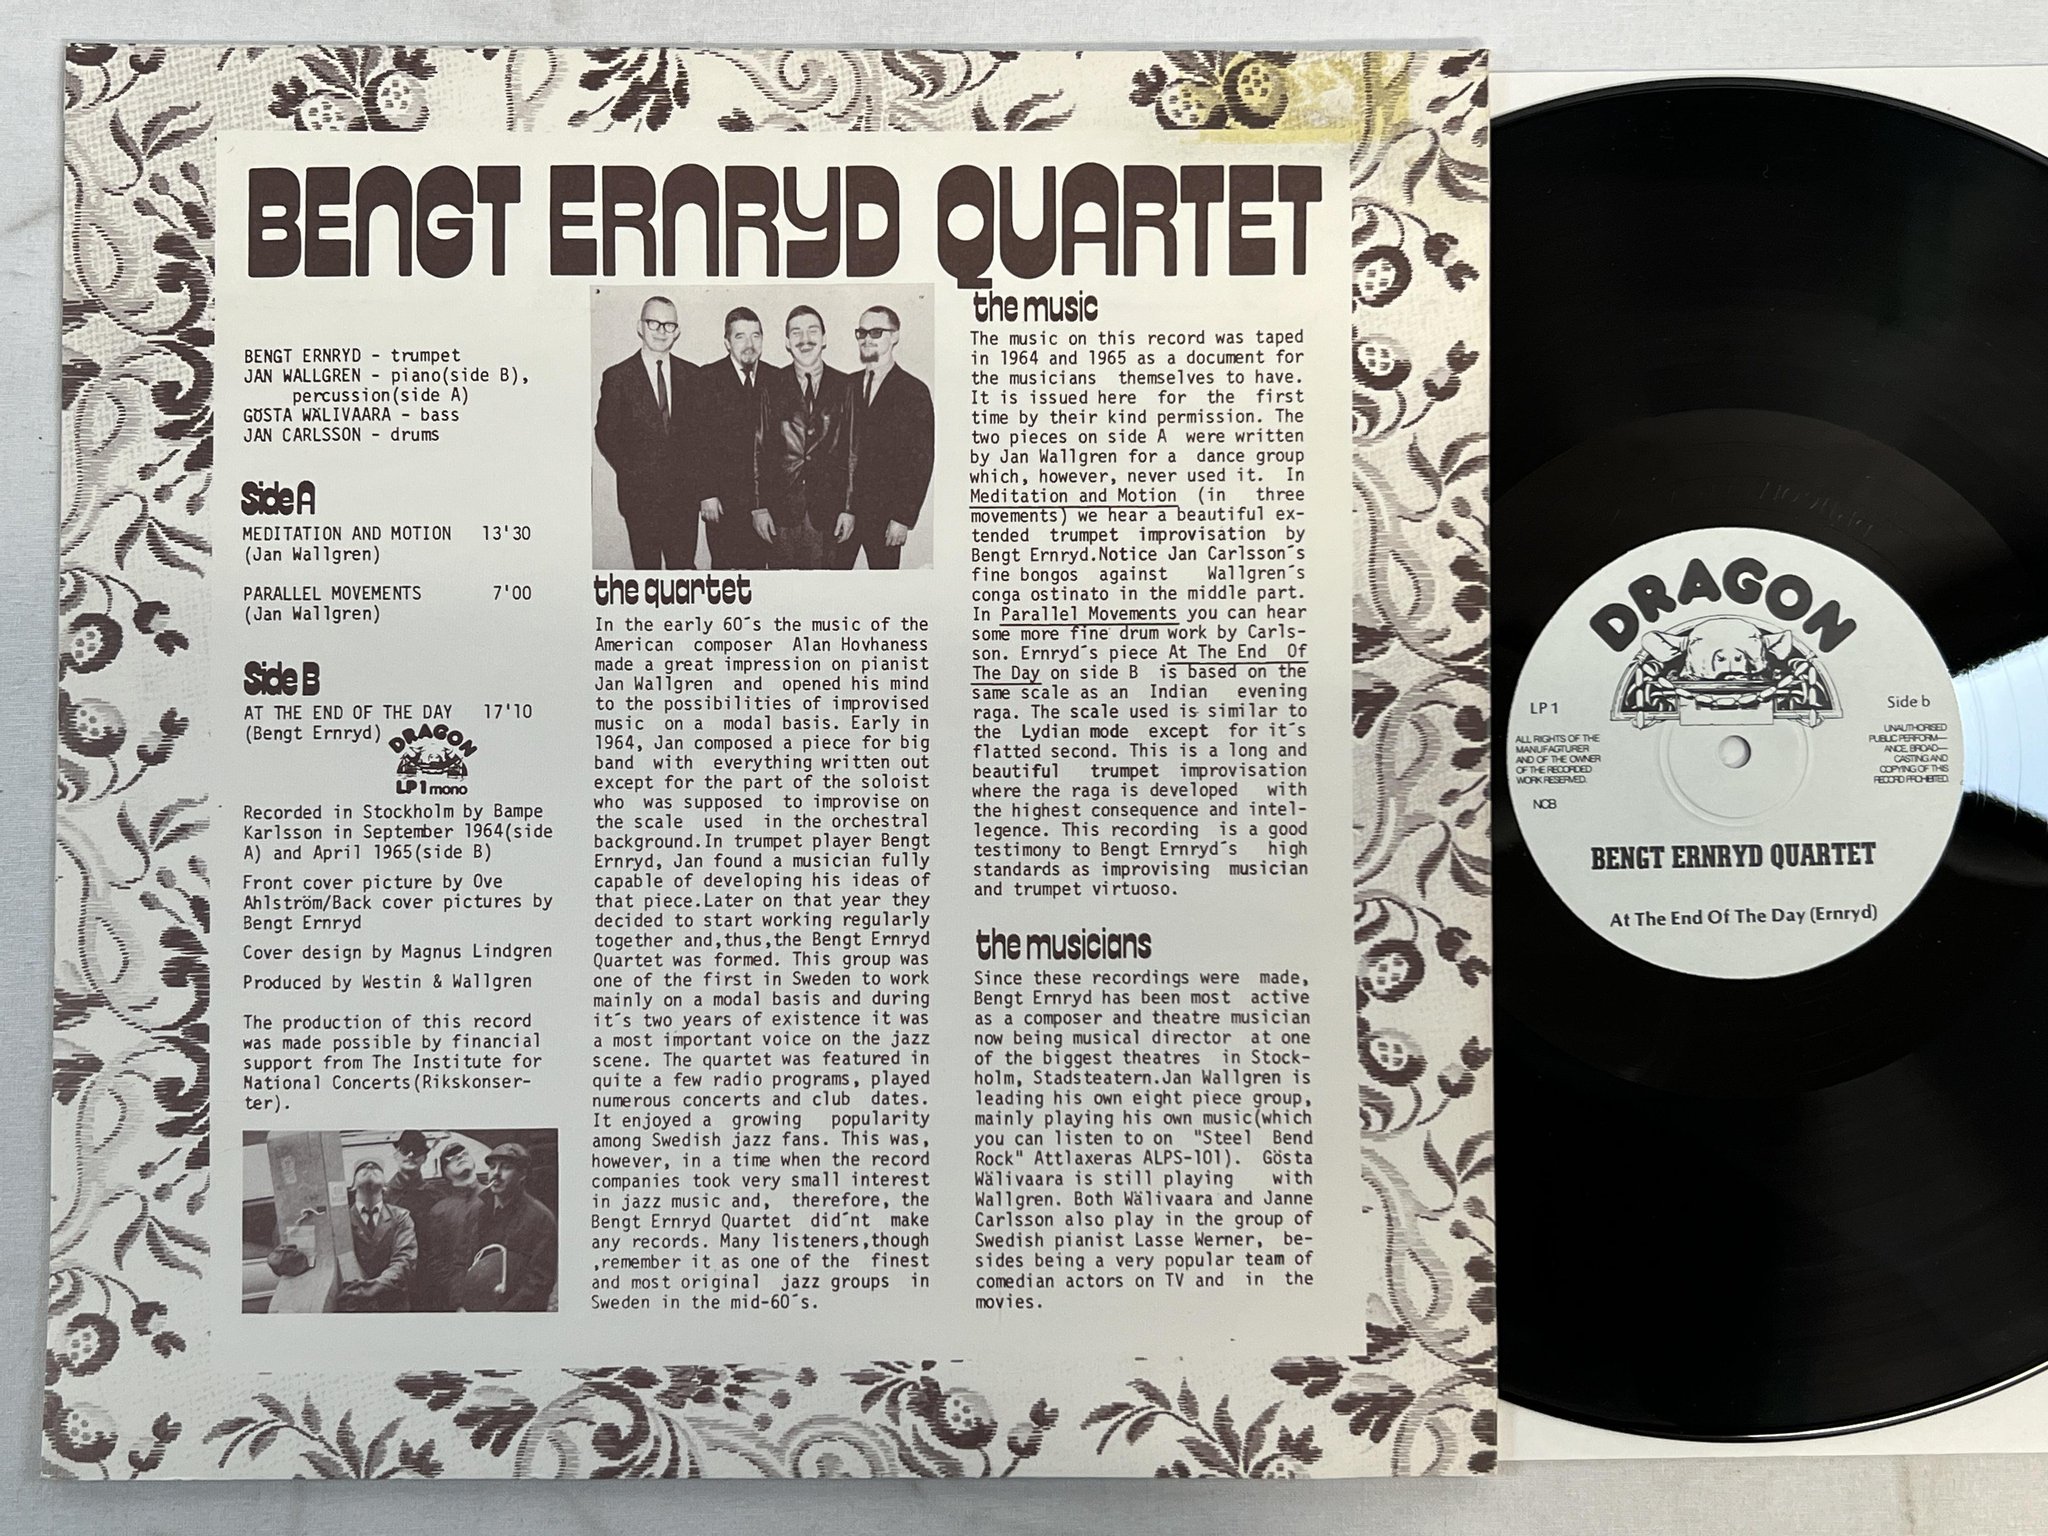 BENGT ERNRYD QUARTET
BENGT ERNRYD - trumpet
JAN WALLGREN - piano(side B),
percussion(side A)
GÖSTA WÄLIVAARA - bass
JAN CARLSSON - drums
Side A
MEDITATION AND MOTION 13'30
(Jan Wallgren)
PARALLEL MOVEMENTS 7'00
(Jan Wallgren)
Side B
AT THE END OF THE DAY 17'10
(Bengt Ernryd)
DRAGON
LP 1 mono
Recorded in Stockholm by Bampe
Karlsson in September 1964(side
A) and April 1965(side B)
Front cover picture by Ove
Ahlström/Back cover pictures by
Bengt Ernryd
Cover design by Magnus Lindgren
Produced by Westin & Wallgren
The production of this record
was made possible by financial
support from The Institute for
National Concerts(Rikskonser-
ter).
the quartet
In the early 60´s the music of the
American composer Alan Hovhaness
made a great impression on pianist
Jan Wallgren and opened his mind
to the possibilities of improvised
music on a modal basis. Early in
1964, Jan composed a piece for big
band with everything written out
except for the part of the soloist
who was supposed to improvise on
the scale used in the orchestral
background.In trumpet player Bengt
Ernryd, Jan found a musician fully
capable of developing his ideas of
that piece.Later on that year they
decided to start working regularly
together and,thus,the Bengt Ernryd
Quartet was formed. This group was
one of the first in Sweden to work
mainly on a modal basis and during
it´s two years of existence it was
a most important voice on the jazz
scene. The quartet was featured in
quite a few radio programs, played
numerous concerts and club dates.
It enjoyed a growing popularity
among Swedish jazz fans. This was,
however, in a time when the record
companies took very small interest
in jazz music and, therefore, the
Bengt Ernryd Quartet did´nt make
any records. Many listeners,though
,remember it as one of the finest
and most original jazz groups in
Sweden in the mid-60´s.
the music
The music on this record was taped
in 1964 and 1965 as a document for
the musicians themselves to have.
It is issued here for the first
time by their kind permission. The
two pieces on side A were written
by Jan Wallgren for a dance group
which, however, never used it. In
Meditation and Motion (in three
movements) we hear a beautiful ex-
tended trumpet improvisation by
Bengt Ernryd.Notice Jan Carlsson´s
fine bongos against Wallgren´s
conga ostinato in the middle part.
In Parallel Movements you can hear
some more fine drum work by Carls-
son. Ernryd´s piece At The End Of
The Day on side B is based on the
same scale as an Indian evening
raga. The scale used is similar to
the Lydian mode except for it´s
flatted second. This is a long and
beautiful trumpet improvisation
where the raga is developed with
the highest consequence and intel-
legence. This recording is a good
testimony to Bengt Ernryd´s high
standards as improvising musician
and trumpet virtuoso.
the musicians
Since these recordings were made,
Bengt Ernryd has been most active
as a composer and theatre musician
now being musical director at one
of the biggest theatres in Stock-
holm, Stadsteatern.Jan Wallgren is
leading his own eight piece group,
mainly playing his own music(which
you can listen to on "Steel Bend
Rock" Attlaxeras ALPS-101). Gösta
Wälivaara is still playing with
Wallgren. Both Wälivaara and Janne
Carlsson also play in the group of
Swedish pianist Lasse Werner, be-
sides being a very popular team of
comedian actors on TV and in the
movies.
DRAGON
LP 1
Side b
ALL RIGHTS OF THE
MANUFAGTURER
AND OF THE OWNER
OF THE RECORDED
WORK RESERVED.
NCB
UNAUTHORISED
PUBLIC PERFORM—
ANCE, BROAD—
CASTING AND
COPYING OF THIS
RECORD PROHIBITED.
BENGT ERNRYD QUARTET
At The End Of The Day (Ernryd)